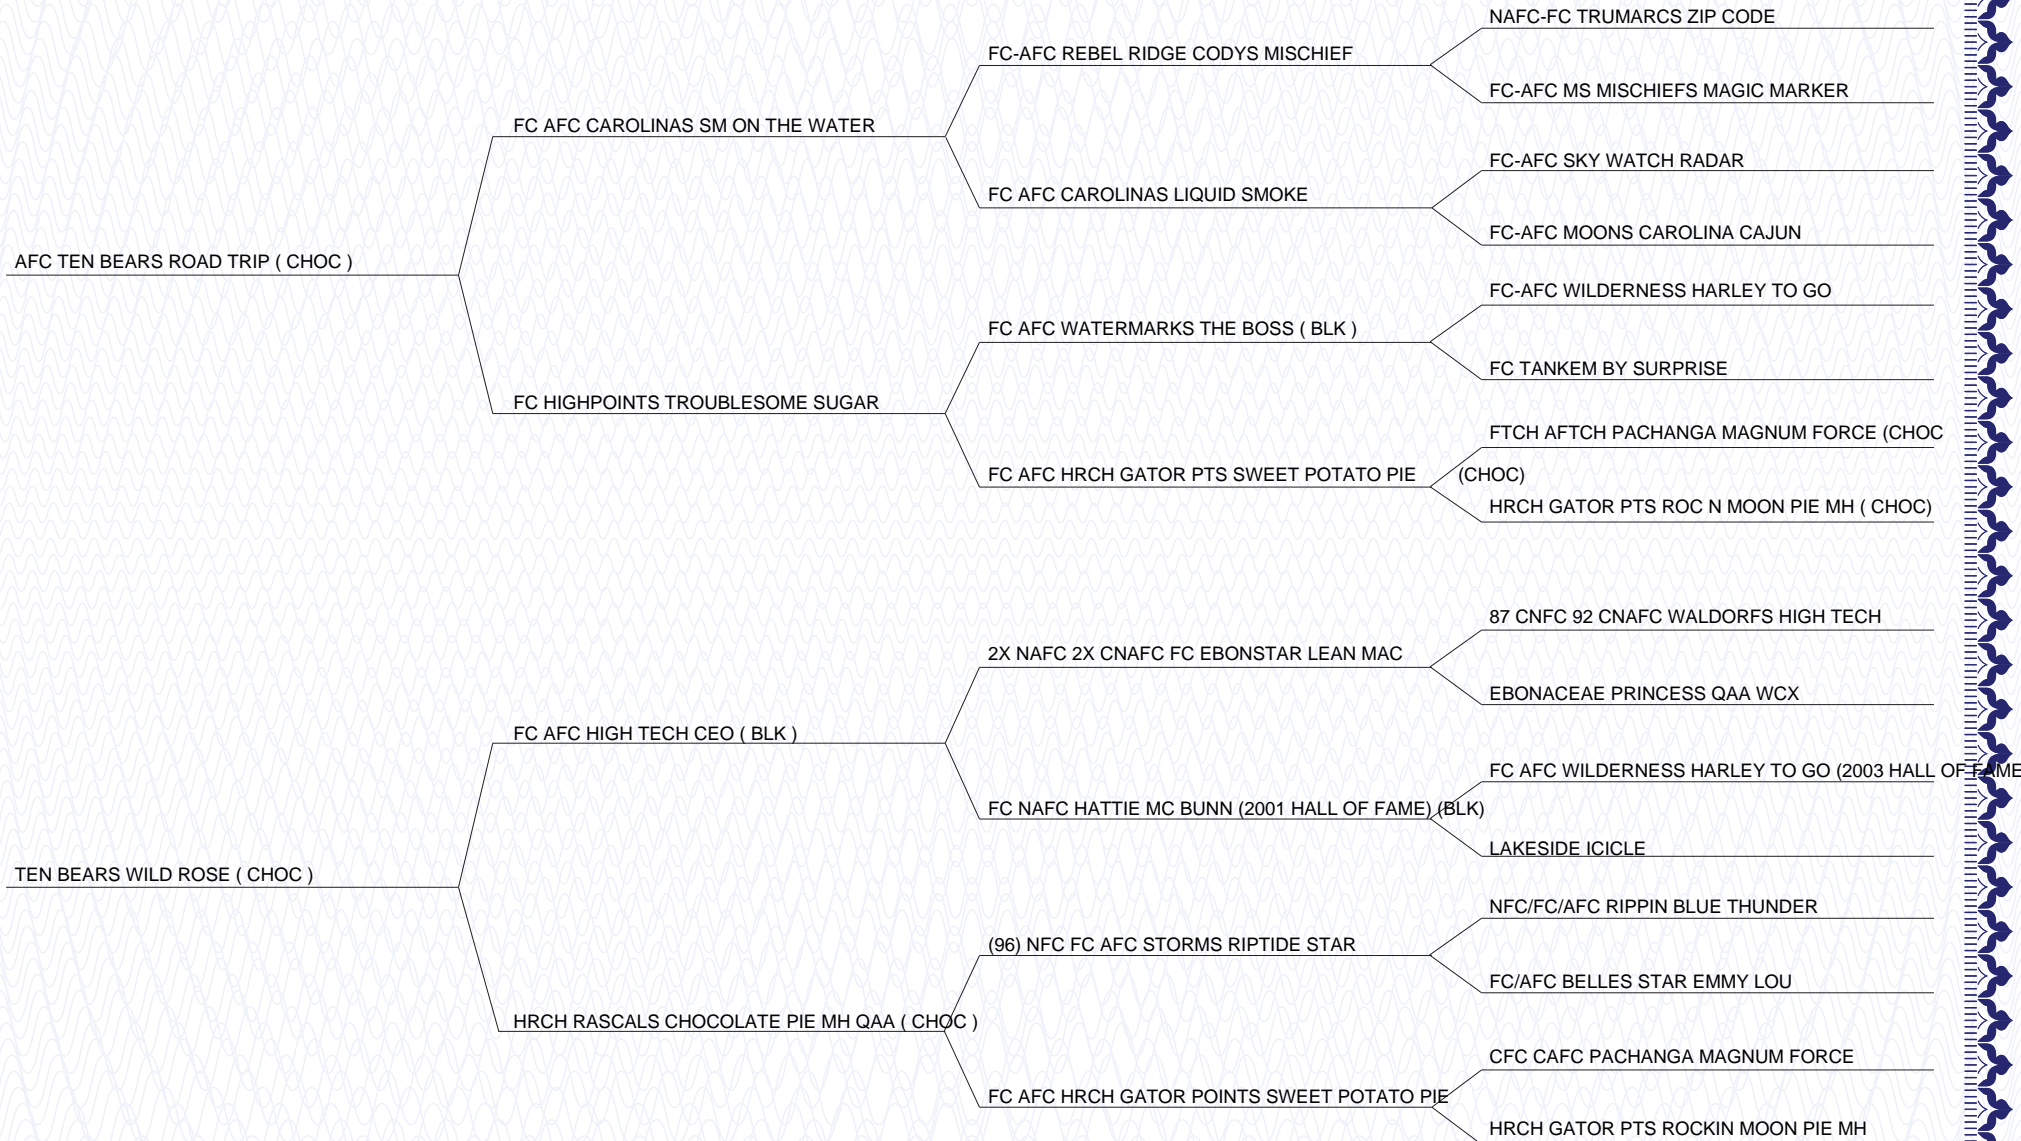 NAFC-FC TRUMARCS ZIP CODE
FC-AFC REBEL RIDGE CODYS MISCHIEF
FC-AFC MS MISCHIEFS MAGIC MARKER
FC AFC CAROLINAS SM ON THE WATER
FC-AFC SKY WATCH RADAR
FC AFC CAROLINAS LIQUID SMOKE
FC-AFC MOONS CAROLINA CAJUN
AFC TEN BEARS ROAD TRIP ( CHOC )
FC-AFC WILDERNESS HARLEY TO GO
FC AFC WATERMARKS THE BOSS ( BLK )
FC TANKEM BY SURPRISE
FC HIGHPOINTS TROUBLESOME SUGAR
FTCH AFTCH PACHANGA MAGNUM FORCE (CHOC
FC AFC HRCH GATOR PTS SWEET POTATO PIE (CHOC)
HRCH GATOR PTS ROC N MOON PIE MH ( CHOC)
87 CNFC 92 CNAFC WALDORFS HIGH TECH
2X NAFC 2X CNAFC FC EBONSTAR LEAN MAC
EBONACEAE PRINCESS QAA WCX
FC AFC HIGH TECH CEO ( BLK )
FC AFC WILDERNESS HARLEY TO GO (2003 HALL OF FAME
FC NAFC HATTIE MC BUNN (2001 HALL OF FAME) (BLK)
LAKESIDE ICICLE
TEN BEARS WILD ROSE ( CHOC )
NFC/FC/AFC RIPPIN BLUE THUNDER
(96) NFC FC AFC STORMS RIPTIDE STAR
FC/AFC BELLES STAR EMMY LOU
HRCH RASCALS CHOCOLATE PIE MH QAA ( CHOC )
CFC CAFC PACHANGA MAGNUM FORCE
FC AFC HRCH GATOR POINTS SWEET POTATO PIE
HRCH GATOR PTS ROCKIN MOON PIE MH